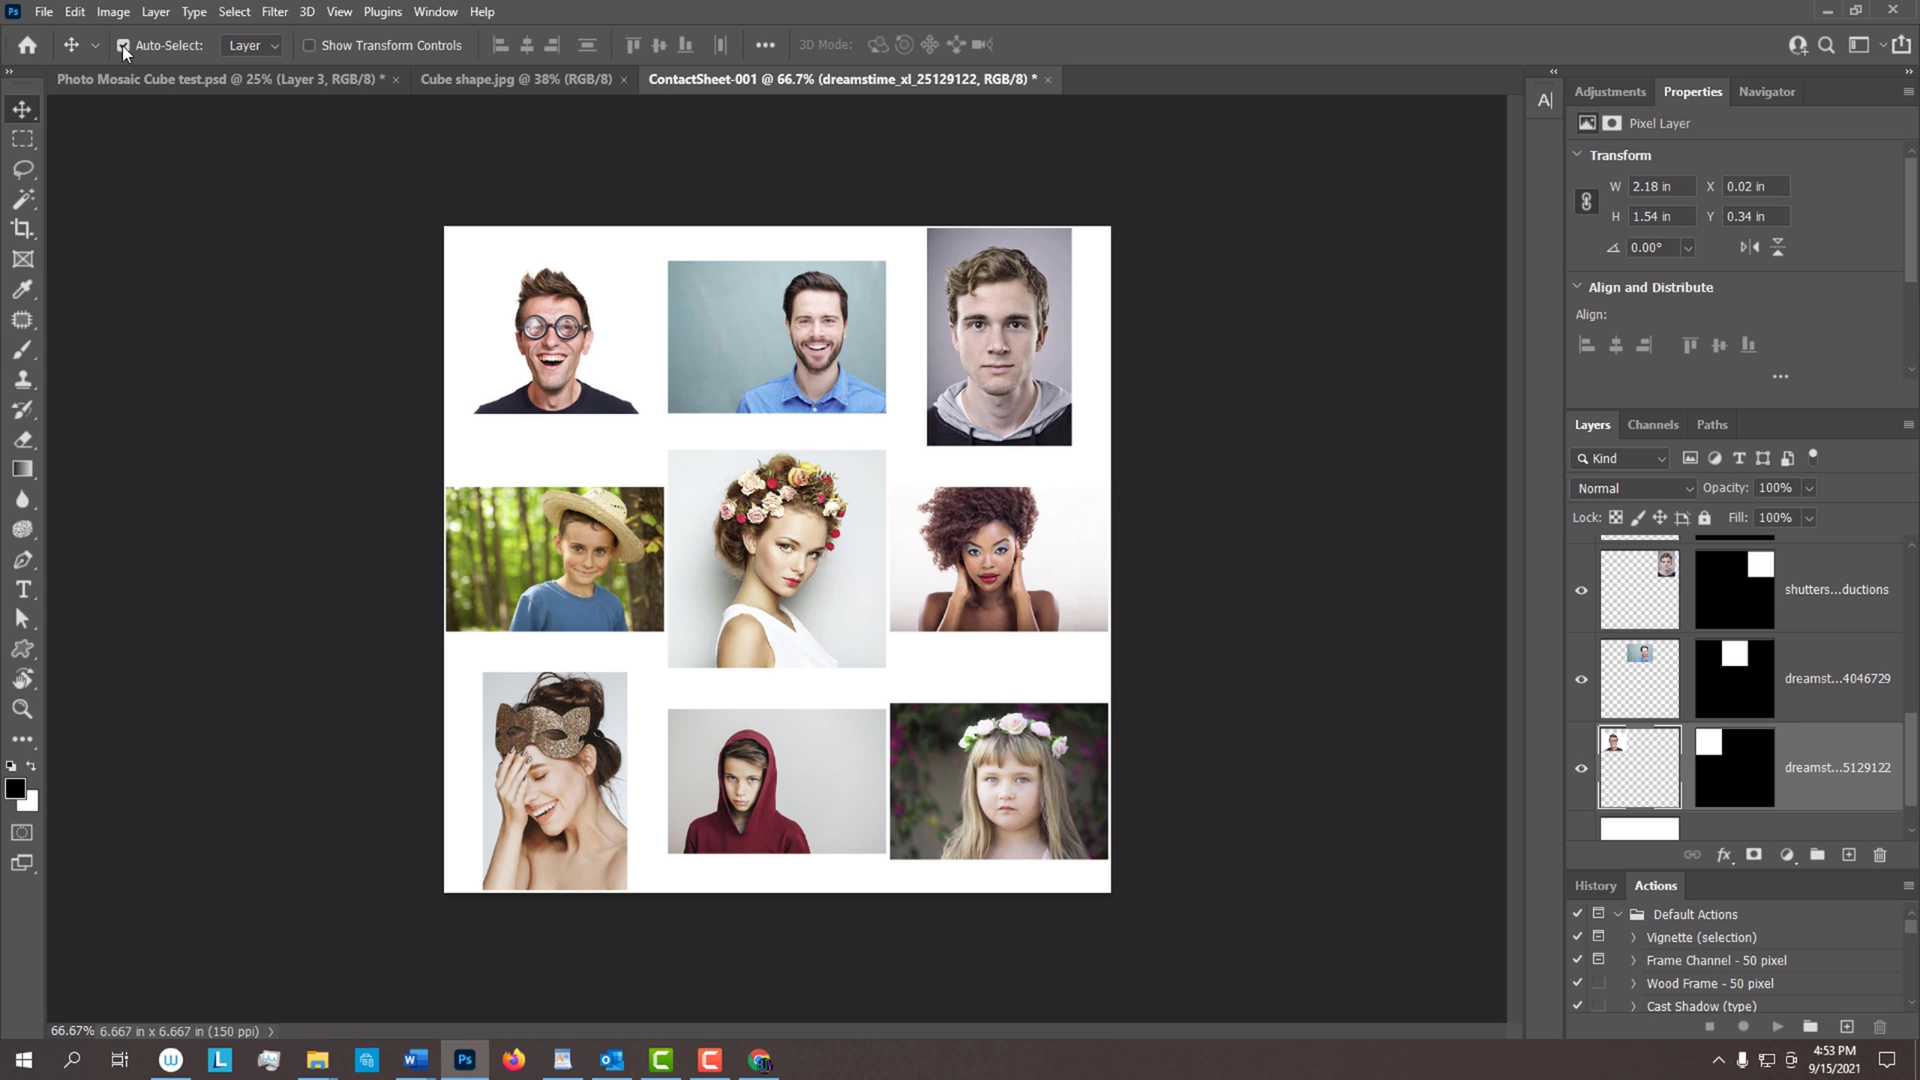 Ps File Edit Image Layer Type Select Filter 3D View Plugins Window Help
Auto-Select: Layer Show Transform Controls 3D Mode:
Photo Mosaic Cube test.psd @ 25% (Layer 3, RGB/8) * × Cube shape.jpg @ 38% (RGB/8) × ContactSheet-001 @ 66.7% (dreamstime_xl_25129122, RGB/8) * ×
Adjustments Properties Navigator
Pixel Layer
Transform
W 2.18 in X 0.02 in
H 1.54 in Y 0.34 in
0.00°
Align and Distribute
Align:
Layers Channels Paths
Kind
Normal Opacity: 100%
Lock: Fill: 100%
shutters...ductions
dreamst...4046729
dreamst...5129122
fx
History Actions
Default Actions
Vignette (selection)
Frame Channel - 50 pixel
Wood Frame - 50 pixel
Cast Shadow (type)
66.67% 6.667 in x 6.667 in (150 ppi)
4:53 PM
9/15/2021